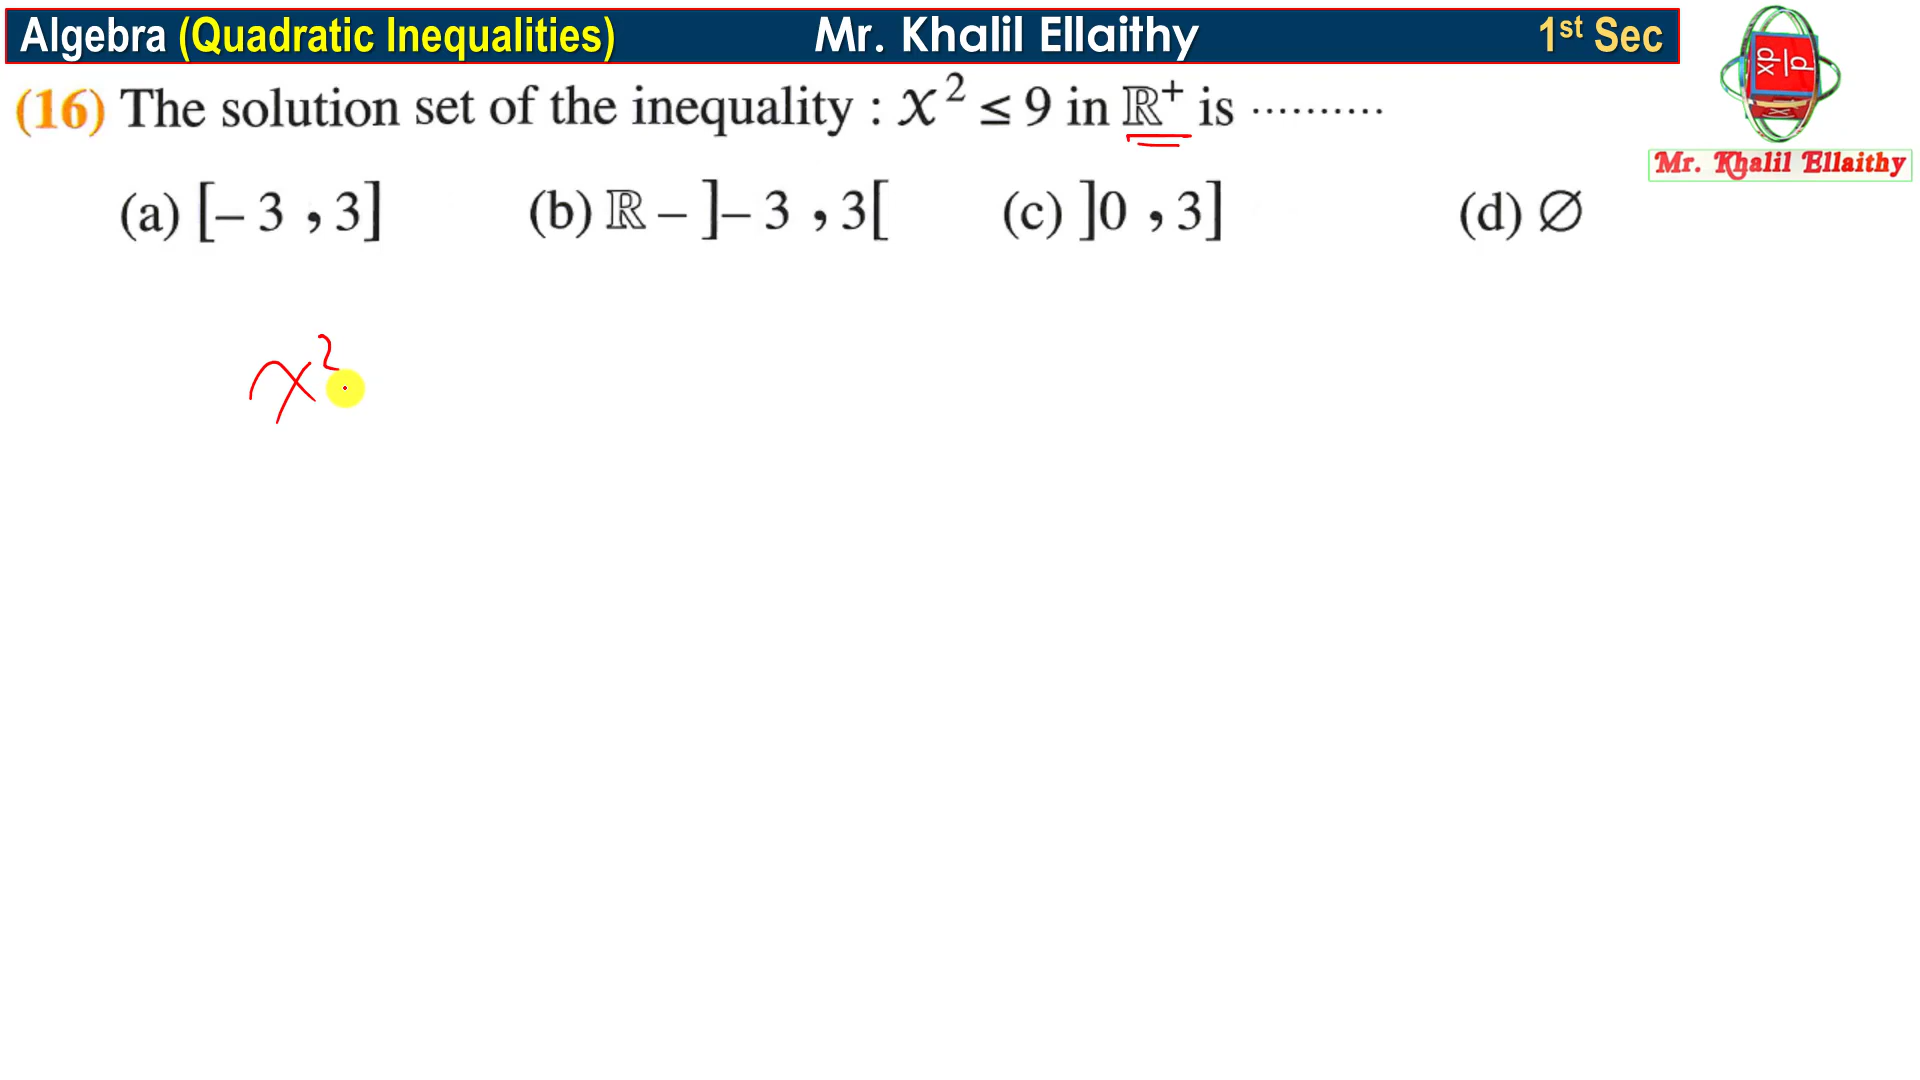 Algebra (Quadratic Inequalities) Mr. Khalil Ellaithy 1st Sec
d/dx
Mr. Khalil Ellaithy
(16) The solution set of the inequality : x² ≤ 9 in ℝ⁺ is ··········
(a) [– 3 , 3] (b) ℝ – ]– 3 , 3[ (c) ]0 , 3] (d) ∅
x²